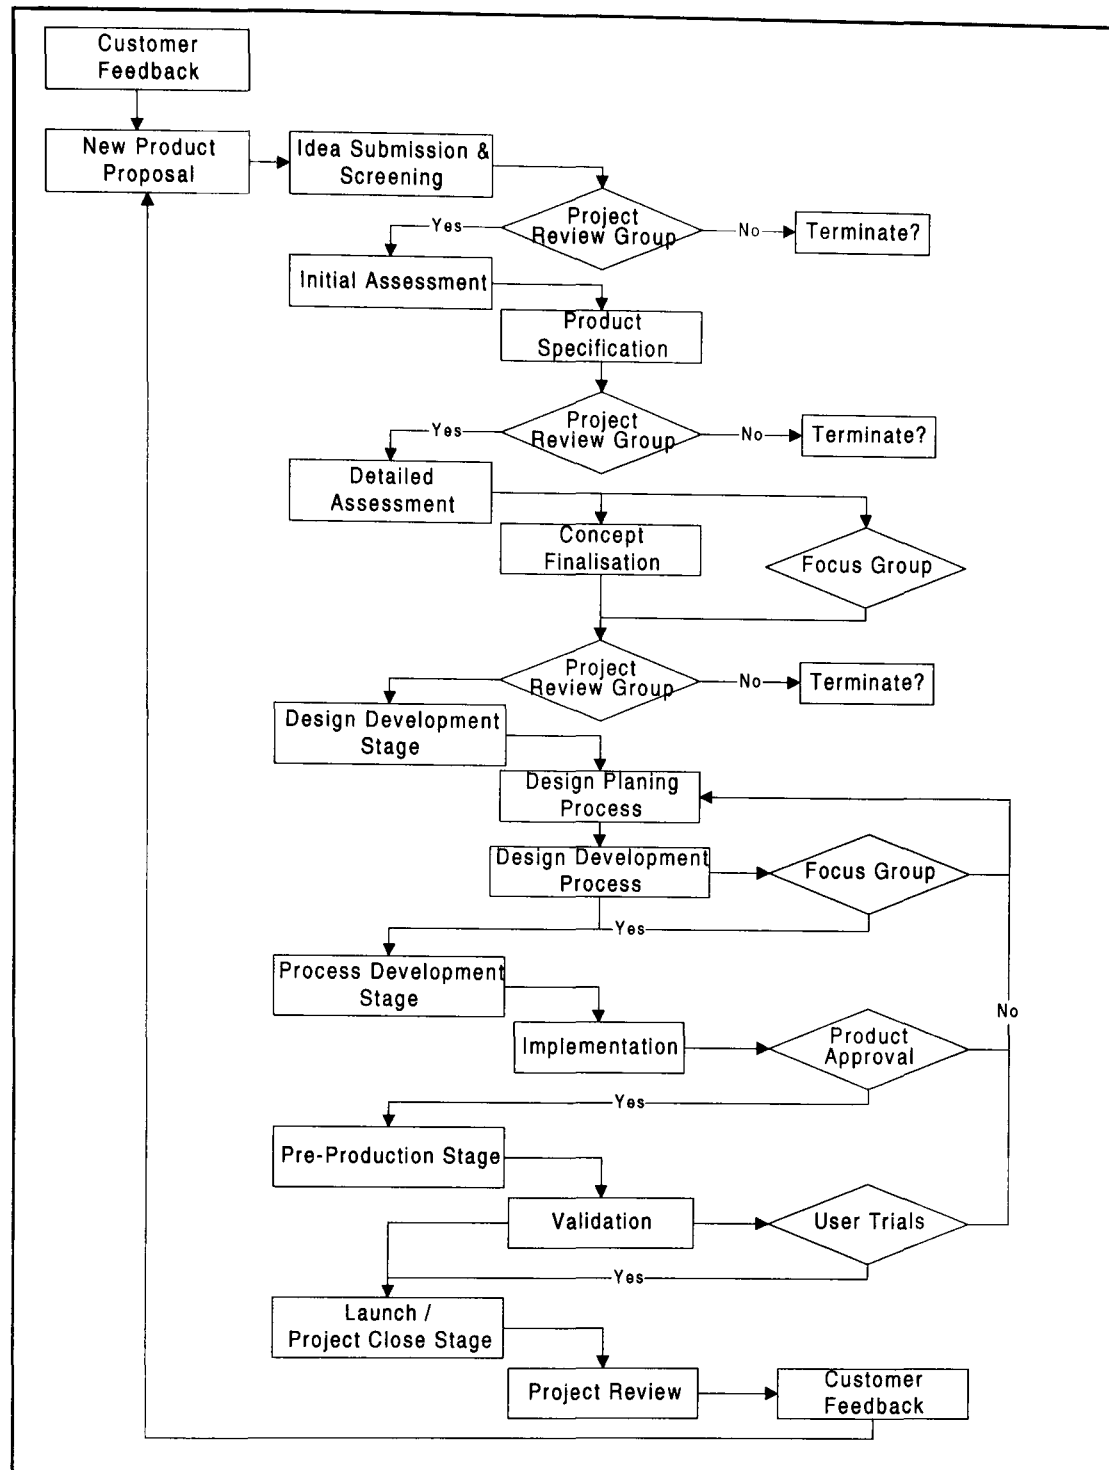 Customer
Feedback
New Product
Proposal
Idea Submission &
Screening
Project
Review Group
Yes
No
Terminate?
Initial Assessment
Product
Specification
Project
Review Group
Yes
No
Terminate?
Detailed
Assessment
Concept
Finalisation
Focus Group
Project
Review Group
No
Terminate?
Design Development
Stage
Design Planing
Process
Design Development
Process
Focus Group
Yes
Process Development
Stage
No
Implementation
Product
Approval
Yes
Pre-Production Stage
Validation
User Trials
Yes
Launch /
Project Close Stage
Project Review
Customer
Feedback